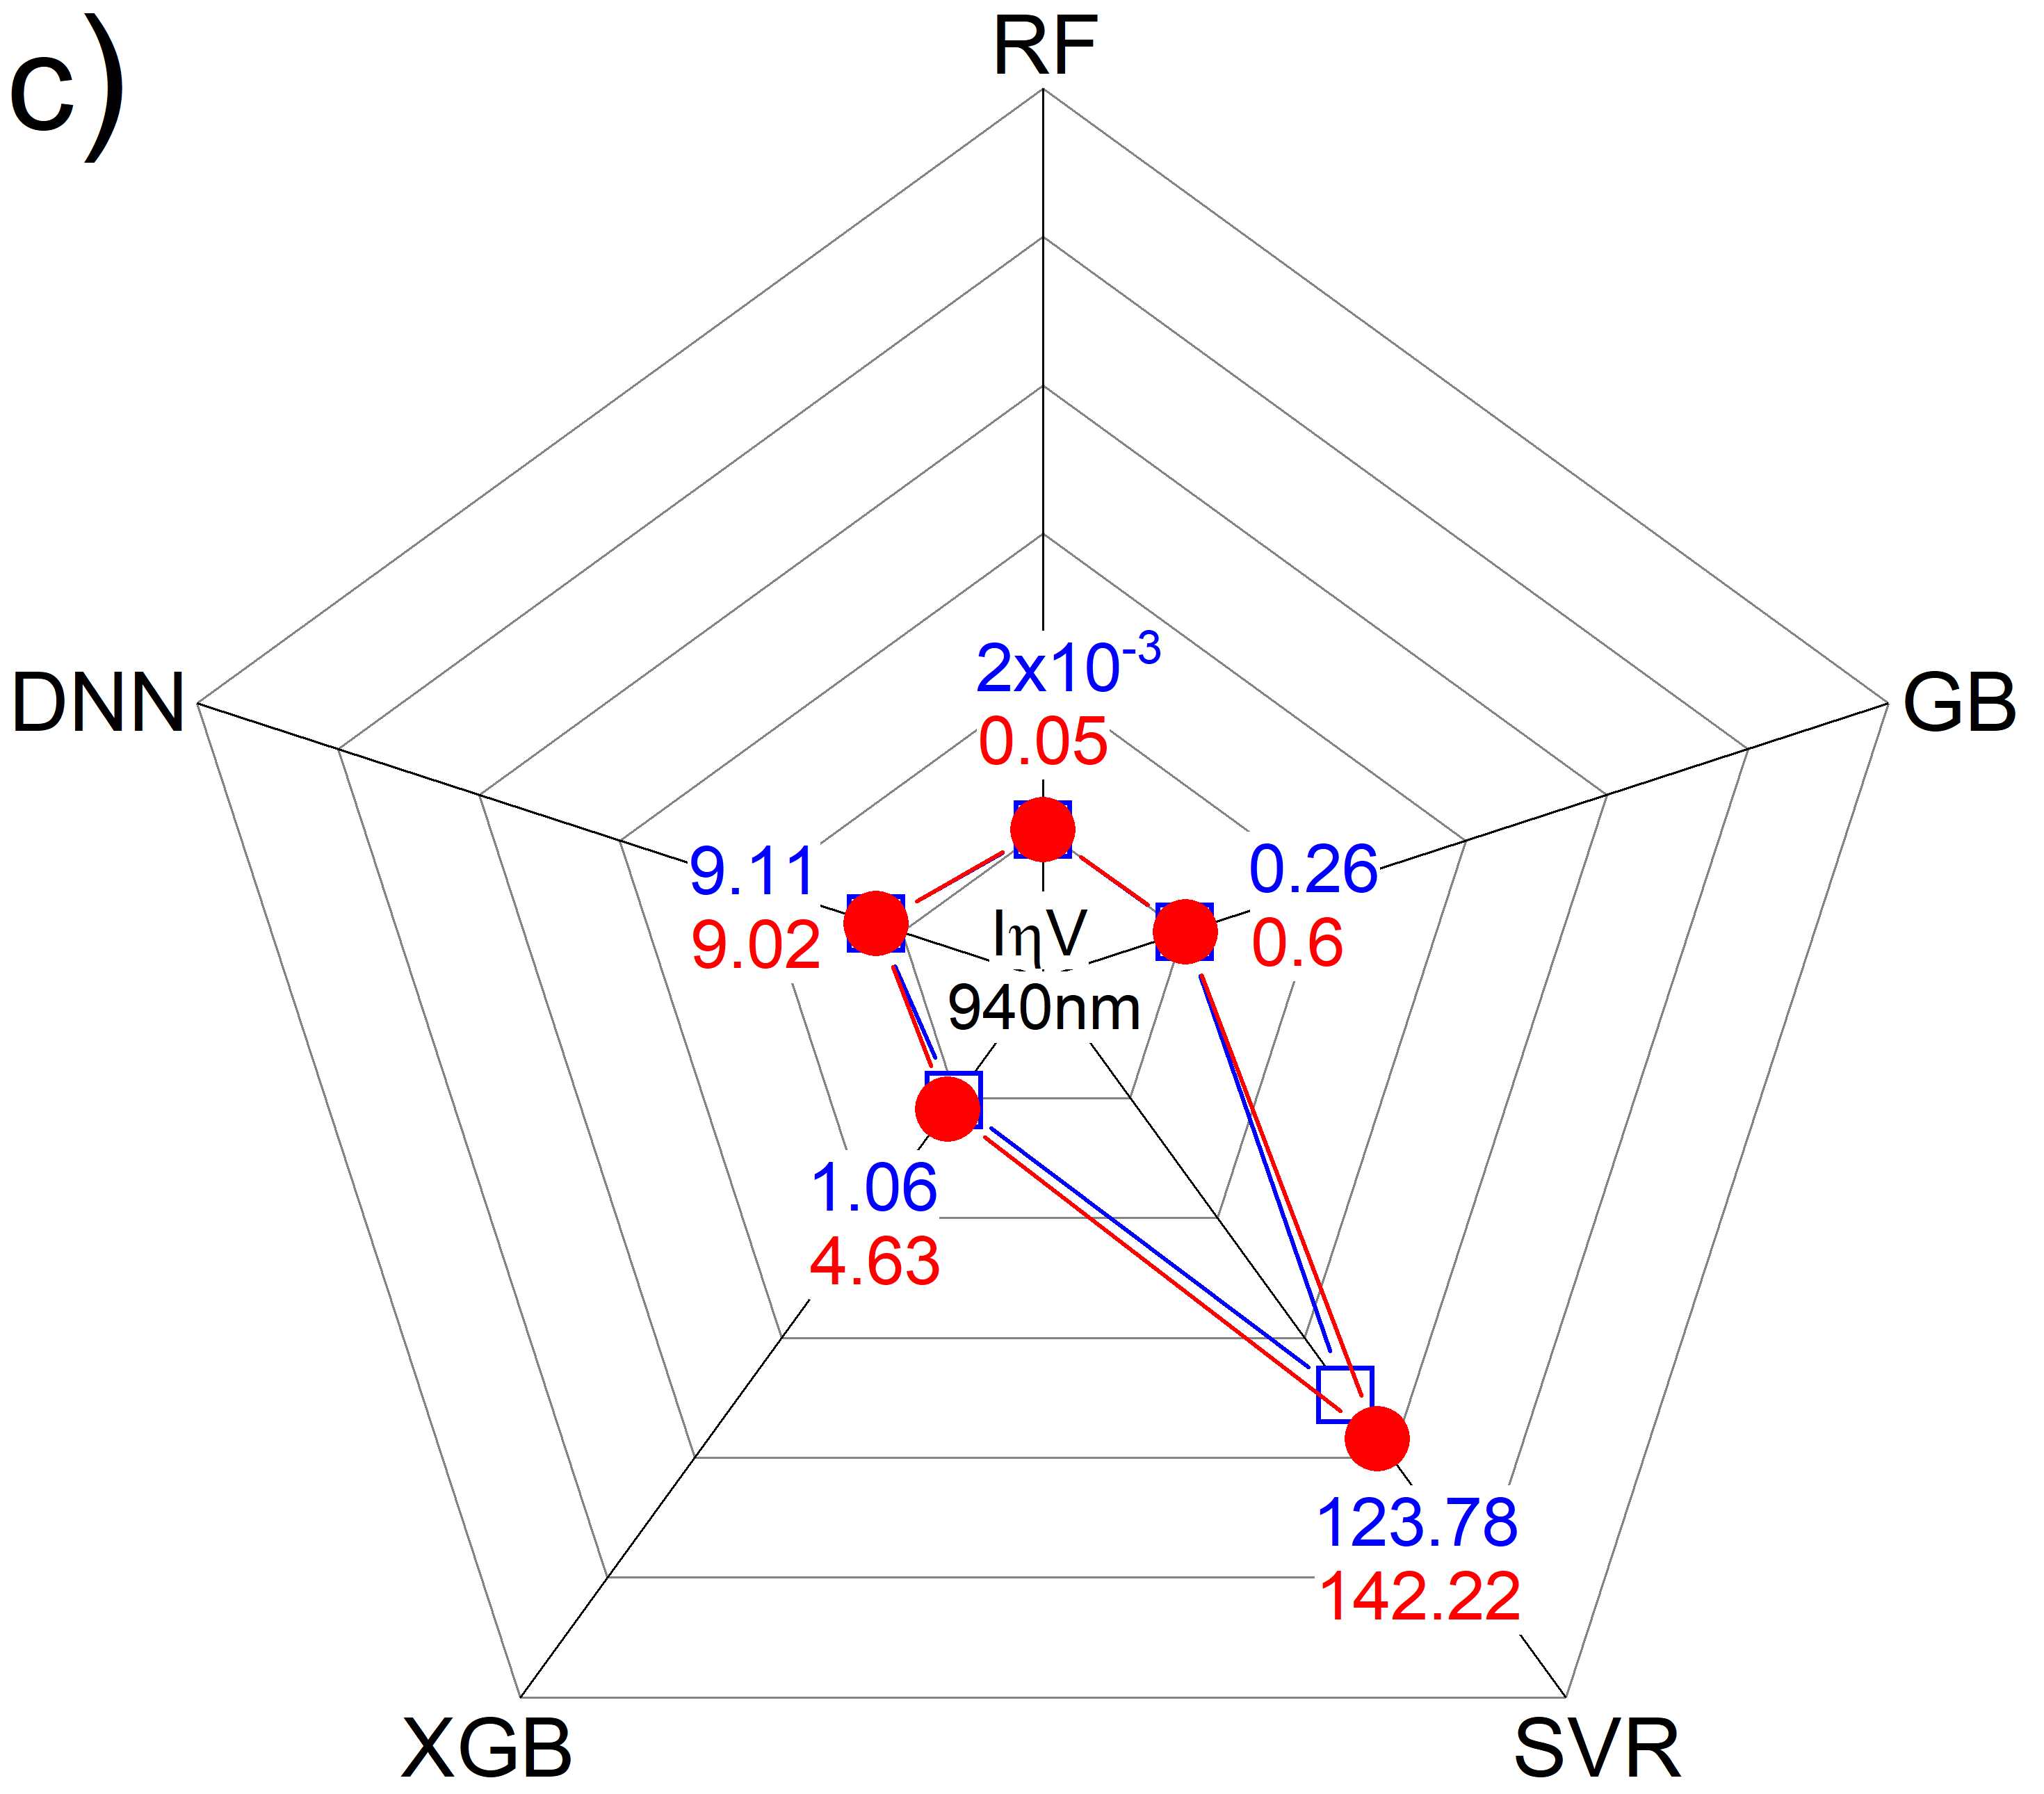 c)
RF
DNN
GB
2x10⁻³
0.05
9.11
9.02
0.26
0.6
IηV
940nm
1.06
4.63
123.78
142.22
XGB
SVR